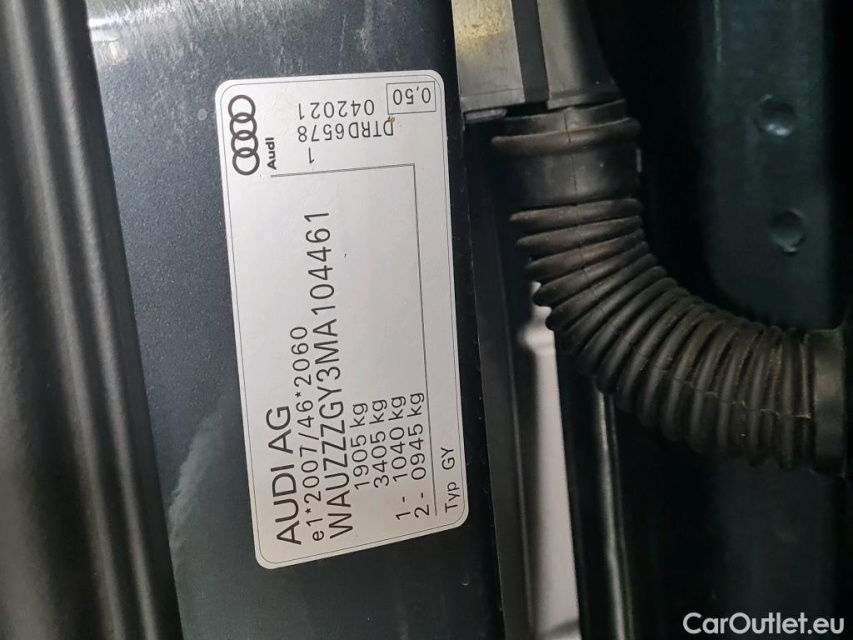 AUDI AG
e1*2007/46*2060
WAUZZZGY3MA104461
1905 kg
3405 kg
1 - 1040 kg
2 - 0945 kg
Typ GY
Audi
1
DTRD6578
042021
0,50
CarOutlet.eu